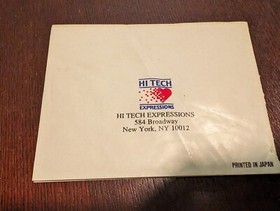 HI TECH
EXPRESSIONS
HI TECH EXPRESSIONS
584 Broadway
New York, NY 10012
PRINTED IN JAPAN